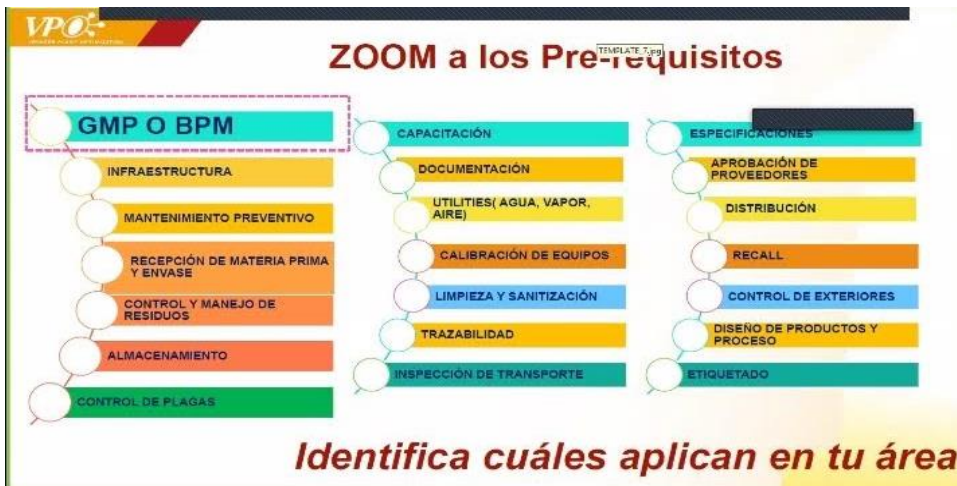 VPO
ZOOM a los Pre-requisitos
TEMPLATE_7.jpg
GMP O BPM
INFRAESTRUCTURA
MANTENIMIENTO PREVENTIVO
RECEPCIÓN DE MATERIA PRIMA
Y ENVASE
CONTROL Y MANEJO DE
RESIDUOS
ALMACENAMIENTO
CONTROL DE PLAGAS
CAPACITACIÓN
DOCUMENTACIÓN
UTILITIES( AGUA, VAPOR,
AIRE)
CALIBRACIÓN DE EQUIPOS
LIMPIEZA Y SANITIZACIÓN
TRAZABILIDAD
INSPECCIÓN DE TRANSPORTE
ESPECIFICACIONES
APROBACIÓN DE
PROVEEDORES
DISTRIBUCIÓN
RECALL
CONTROL DE EXTERIORES
DISEÑO DE PRODUCTOS Y
PROCESO
ETIQUETADO
Identifica cuáles aplican en tu área